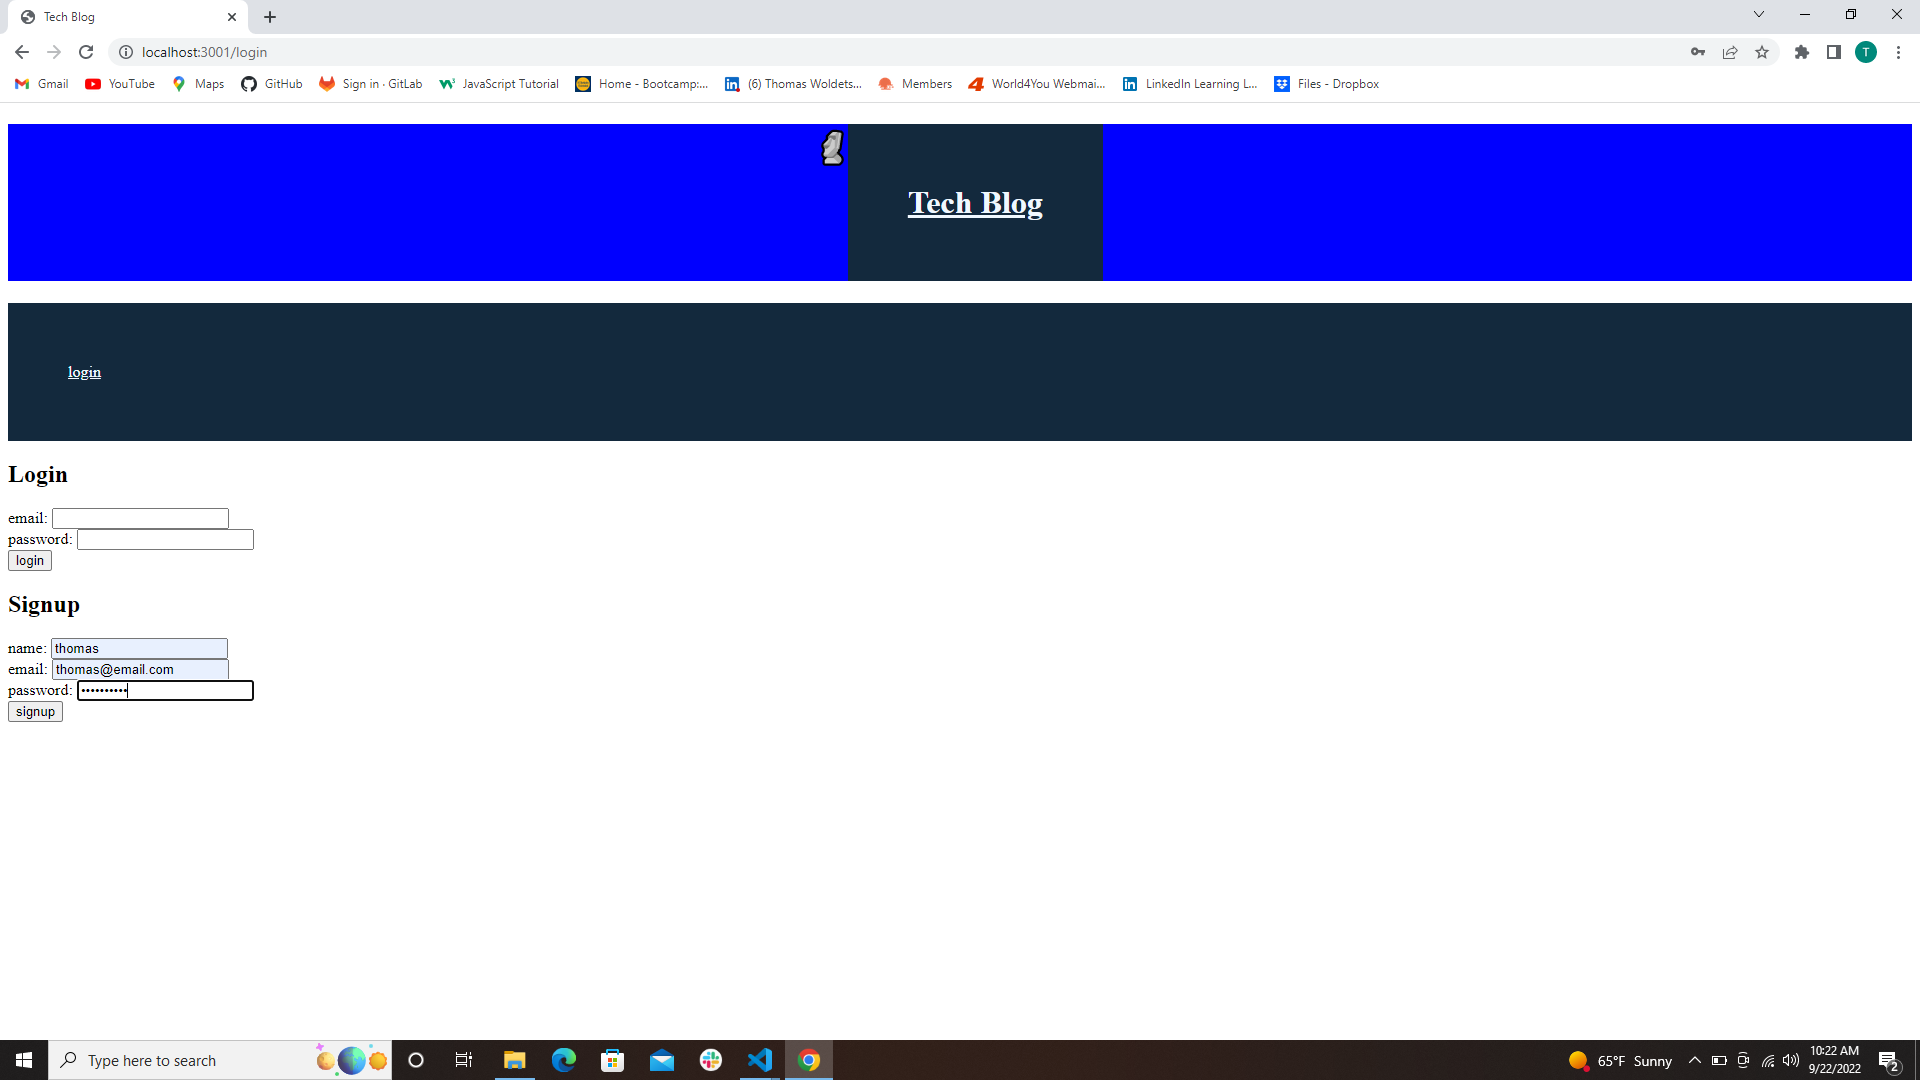 Tech Blog
localhost:3001/login
T
Gmail
YouTube
Maps
GitHub
Sign in · GitLab
JavaScript Tutorial
Home - Bootcamp:...
(6) Thomas Woldets...
Members
World4You Webmai...
LinkedIn Learning L...
Files - Dropbox
Tech Blog
login
Login
email:
password:
login
Signup
name: thomas
email: thomas@email.com
password: ••••••••••
signup
Type here to search
65°F Sunny
10:22 AM
9/22/2022
2